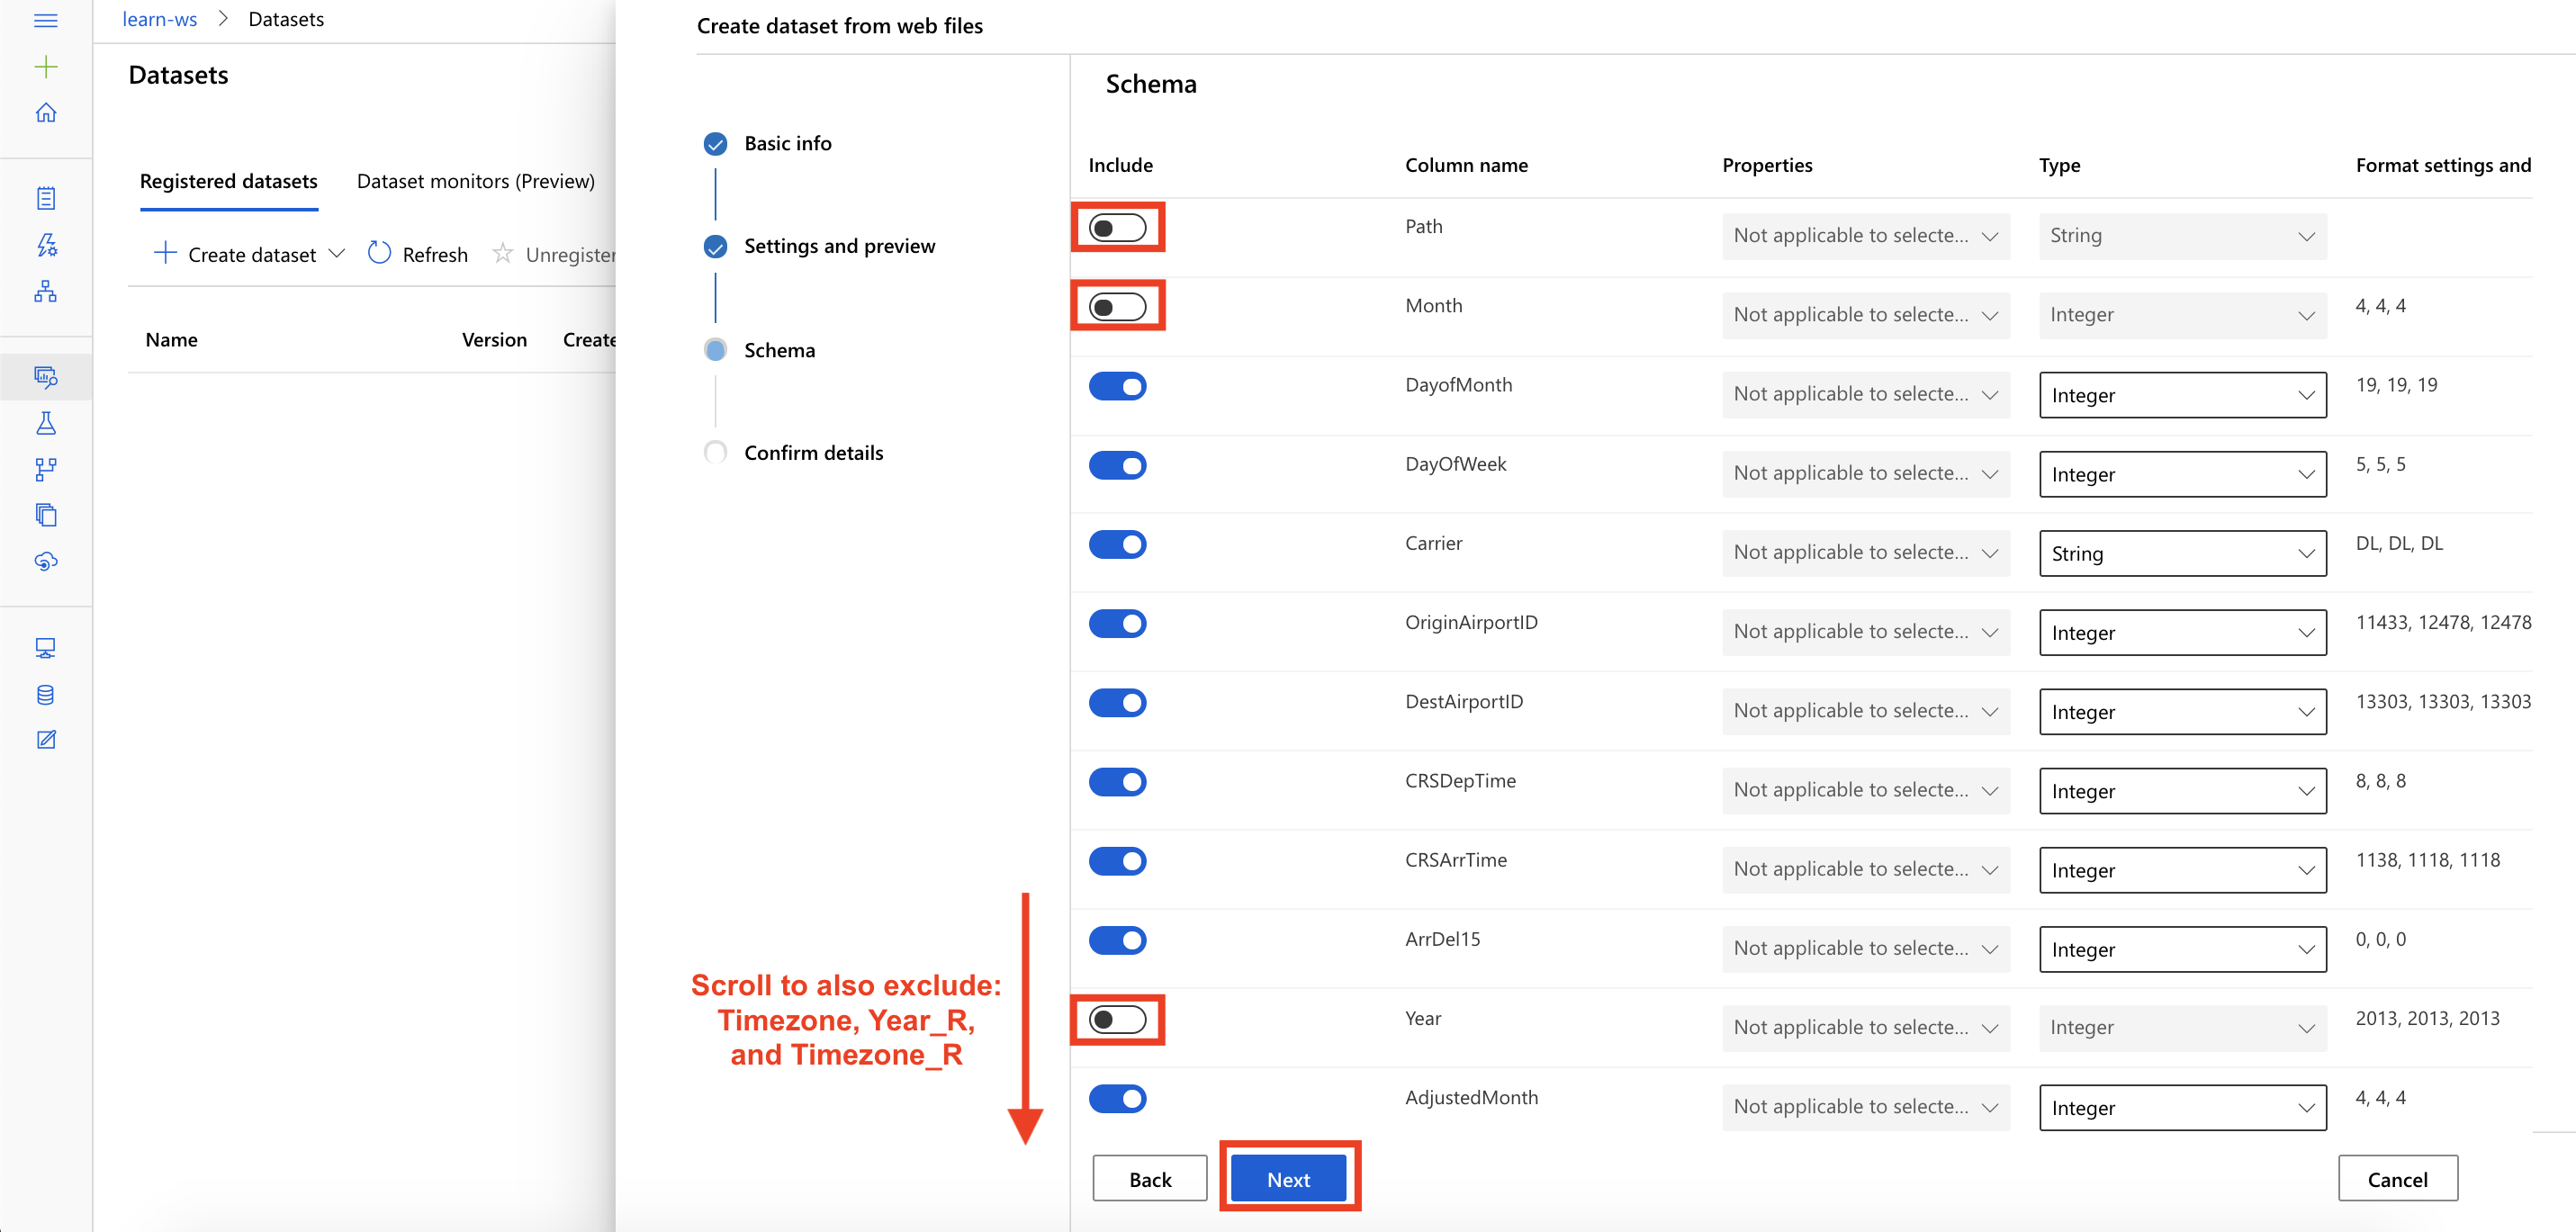 learn-ws > Datasets
Datasets
Registered datasets
Dataset monitors (Preview)
Create dataset
Refresh
Unregister
Name
Version
Create
Create dataset from web files
Basic info
Settings and preview
Schema
Confirm details
Scroll to also exclude:
Timezone, Year_R,
and Timezone_R
Schema
Include Column name Properties Type Format settings and
Path Not applicable to selecte... String
Month Not applicable to selecte... Integer 4, 4, 4
DayofMonth Not applicable to selecte... Integer 19, 19, 19
DayOfWeek Not applicable to selecte... Integer 5, 5, 5
Carrier Not applicable to selecte... String DL, DL, DL
OriginAirportID Not applicable to selecte... Integer 11433, 12478, 12478
DestAirportID Not applicable to selecte... Integer 13303, 13303, 13303
CRSDepTime Not applicable to selecte... Integer 8, 8, 8
CRSArrTime Not applicable to selecte... Integer 1138, 1118, 1118
ArrDel15 Not applicable to selecte... Integer 0, 0, 0
Year Not applicable to selecte... Integer 2013, 2013, 2013
AdjustedMonth Not applicable to selecte... Integer 4, 4, 4
Back
Next
Cancel